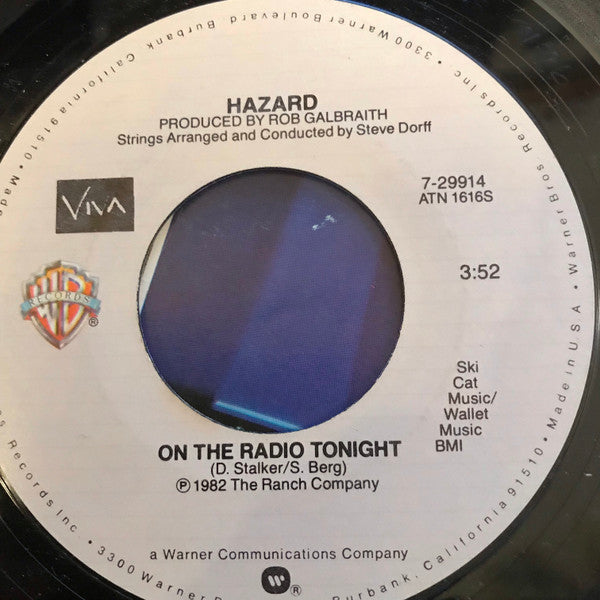 HAZARD
PRODUCED BY ROB GALBRAITH
Strings Arranged and Conducted by Steve Dorff
VIVA
7-29914
ATN 1616S
RECORDS
®
3:52
Ski
Cat
Music/
Wallet
Music
BMI
ON THE RADIO TONIGHT
(D. Stalker/S. Berg)
℗ 1982 The Ranch Company
a Warner Communications Company
®
Records Inc. • 3300 Warner Burbank, California 91510 • Made in U.S.A. • Warner Bros. Records Inc. • 3300 Warner Boulevard Burbank, California 91510 • Made